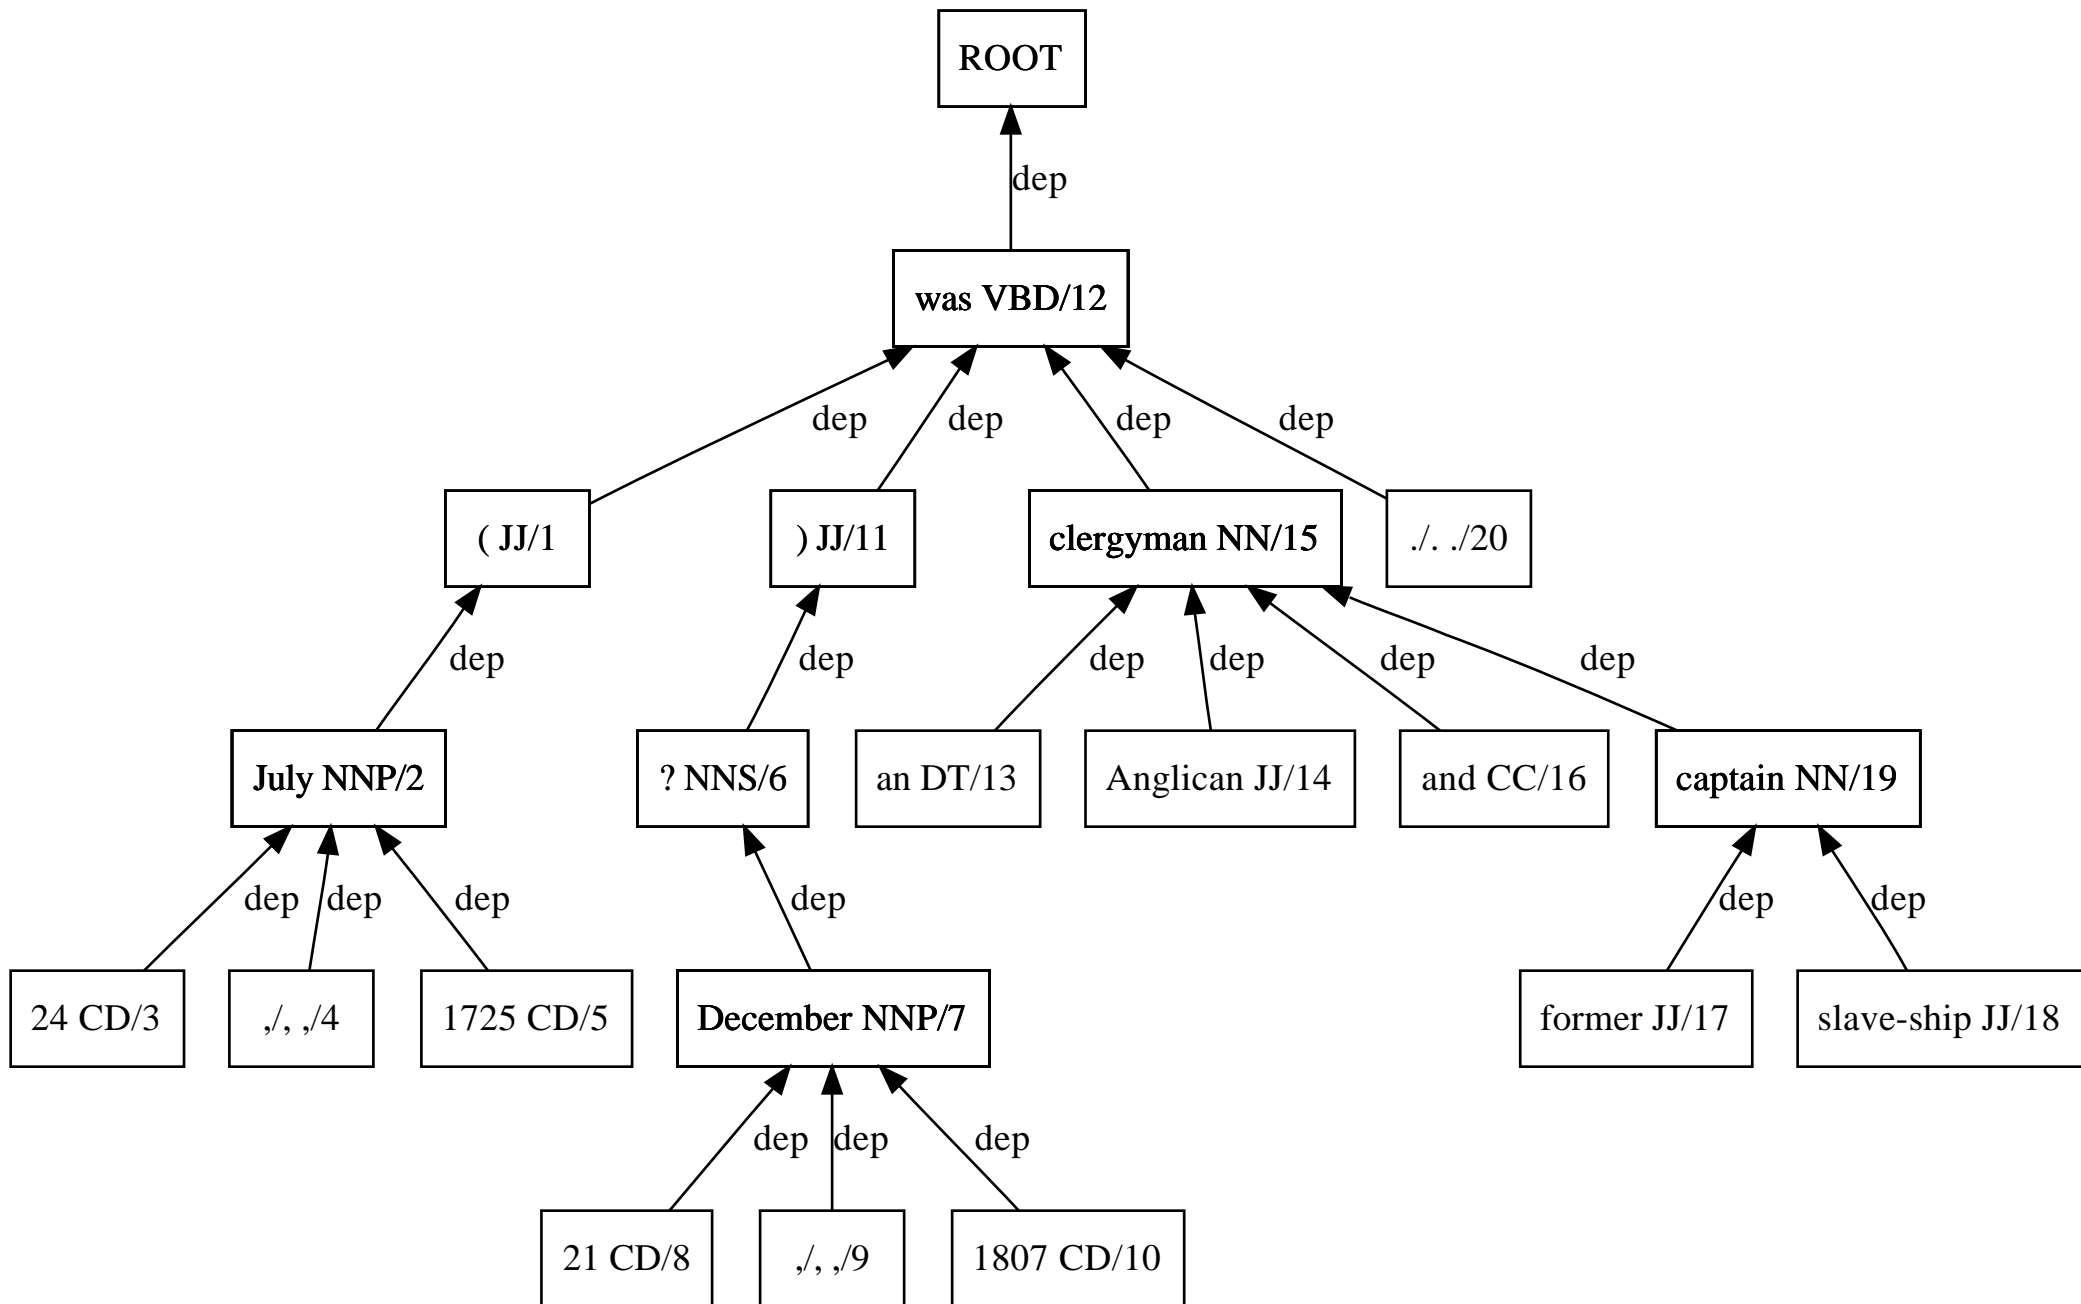 ROOT
dep
was VBD/12
dep dep dep dep
( JJ/1 ) JJ/11 clergyman NN/15 ./. ./20
dep dep dep dep dep dep
July NNP/2 ? NNS/6 an DT/13 Anglican JJ/14 and CC/16 captain NN/19
dep dep dep dep dep dep
24 CD/3 ,/, ,/4 1725 CD/5 December NNP/7 former JJ/17 slave-ship JJ/18
dep dep dep
21 CD/8 ,/, ,/9 1807 CD/10